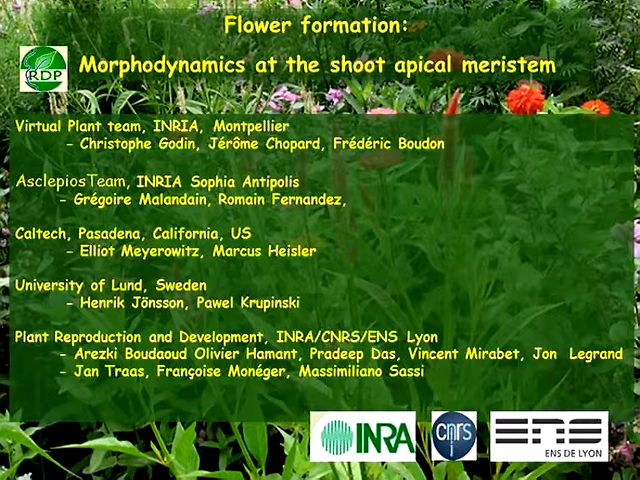 Flower formation:
RDP
Morphodynamics at the shoot apical meristem
Virtual Plant team, INRIA, Montpellier
– Christophe Godin, Jérôme Chopard, Frédéric Boudon
AsclepiosTeam, INRIA Sophia Antipolis
– Grégoire Malandain, Romain Fernandez,
Caltech, Pasadena, California, US
– Elliot Meyerowitz, Marcus Heisler
University of Lund, Sweden
– Henrik Jönsson, Pawel Krupinski
Plant Reproduction and Development, INRA/CNRS/ENS Lyon
– Arezki Boudaoud Olivier Hamant, Pradeep Das, Vincent Mirabet, Jon Legrand
– Jan Traas, Françoise Monéger, Massimiliano Sassi
INRA
cnrs
ENS
ENS DE LYON